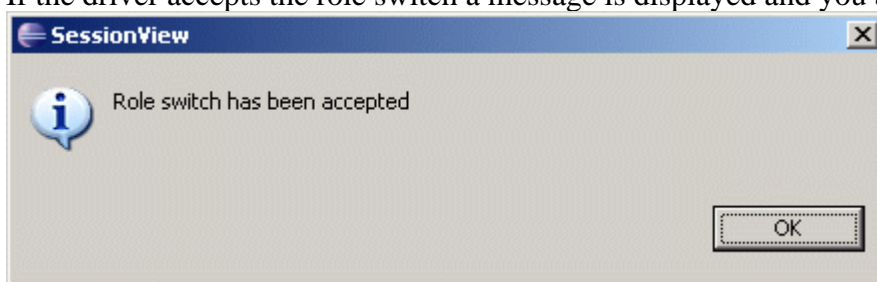 If the driver accepts the role switch a message is displayed and you
SessionView
Role switch has been accepted
OK